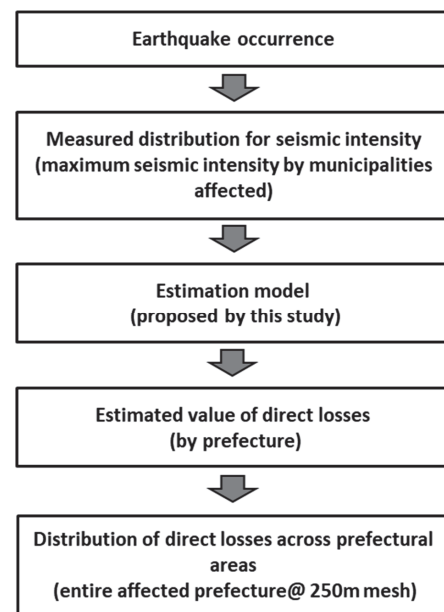 Earthquake occurrence
Measured distribution for seismic intensity
(maximum seismic intensity by municipalities
affected)
Estimation model
(proposed by this study)
Estimated value of direct losses
(by prefecture)
Distribution of direct losses across prefectural
areas
(entire affected prefecture@ 250m mesh)